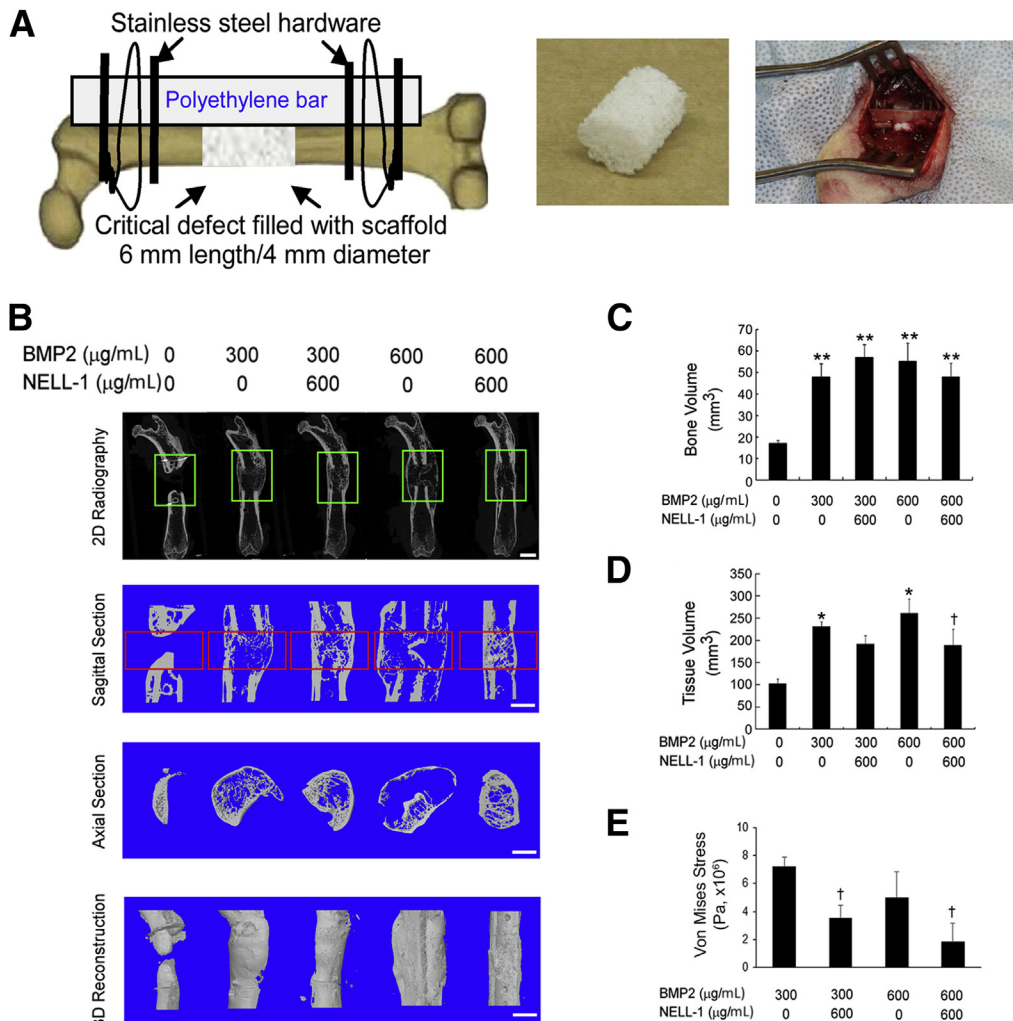 A
Stainless steel hardware
Polyethylene bar
Critical defect filled with scaffold
6 mm length/4 mm diameter
B
BMP2 (μg/mL) 0 300 300 600 600
NELL-1 (μg/mL) 0 0 600 0 600
2D Radiography
Sagittal Section
Axial Section
3D Reconstruction
C
Bone Volume
(mm³)
70
60
50
40
30
20
10
0
** ** ** **
BMP2 (μg/mL) 0 300 300 600 600
NELL-1 (μg/mL) 0 0 600 0 600
D
Tissue Volume
(mm³)
350
300
250
200
150
100
50
0
* * †
BMP2 (μg/mL) 0 300 300 600 600
NELL-1 (μg/mL) 0 0 600 0 600
E
Von Mises Stress
(Pa, x10⁶)
10
8
6
4
2
0
† †
BMP2 (μg/mL) 300 300 600 600
NELL-1 (μg/mL) 0 600 0 600